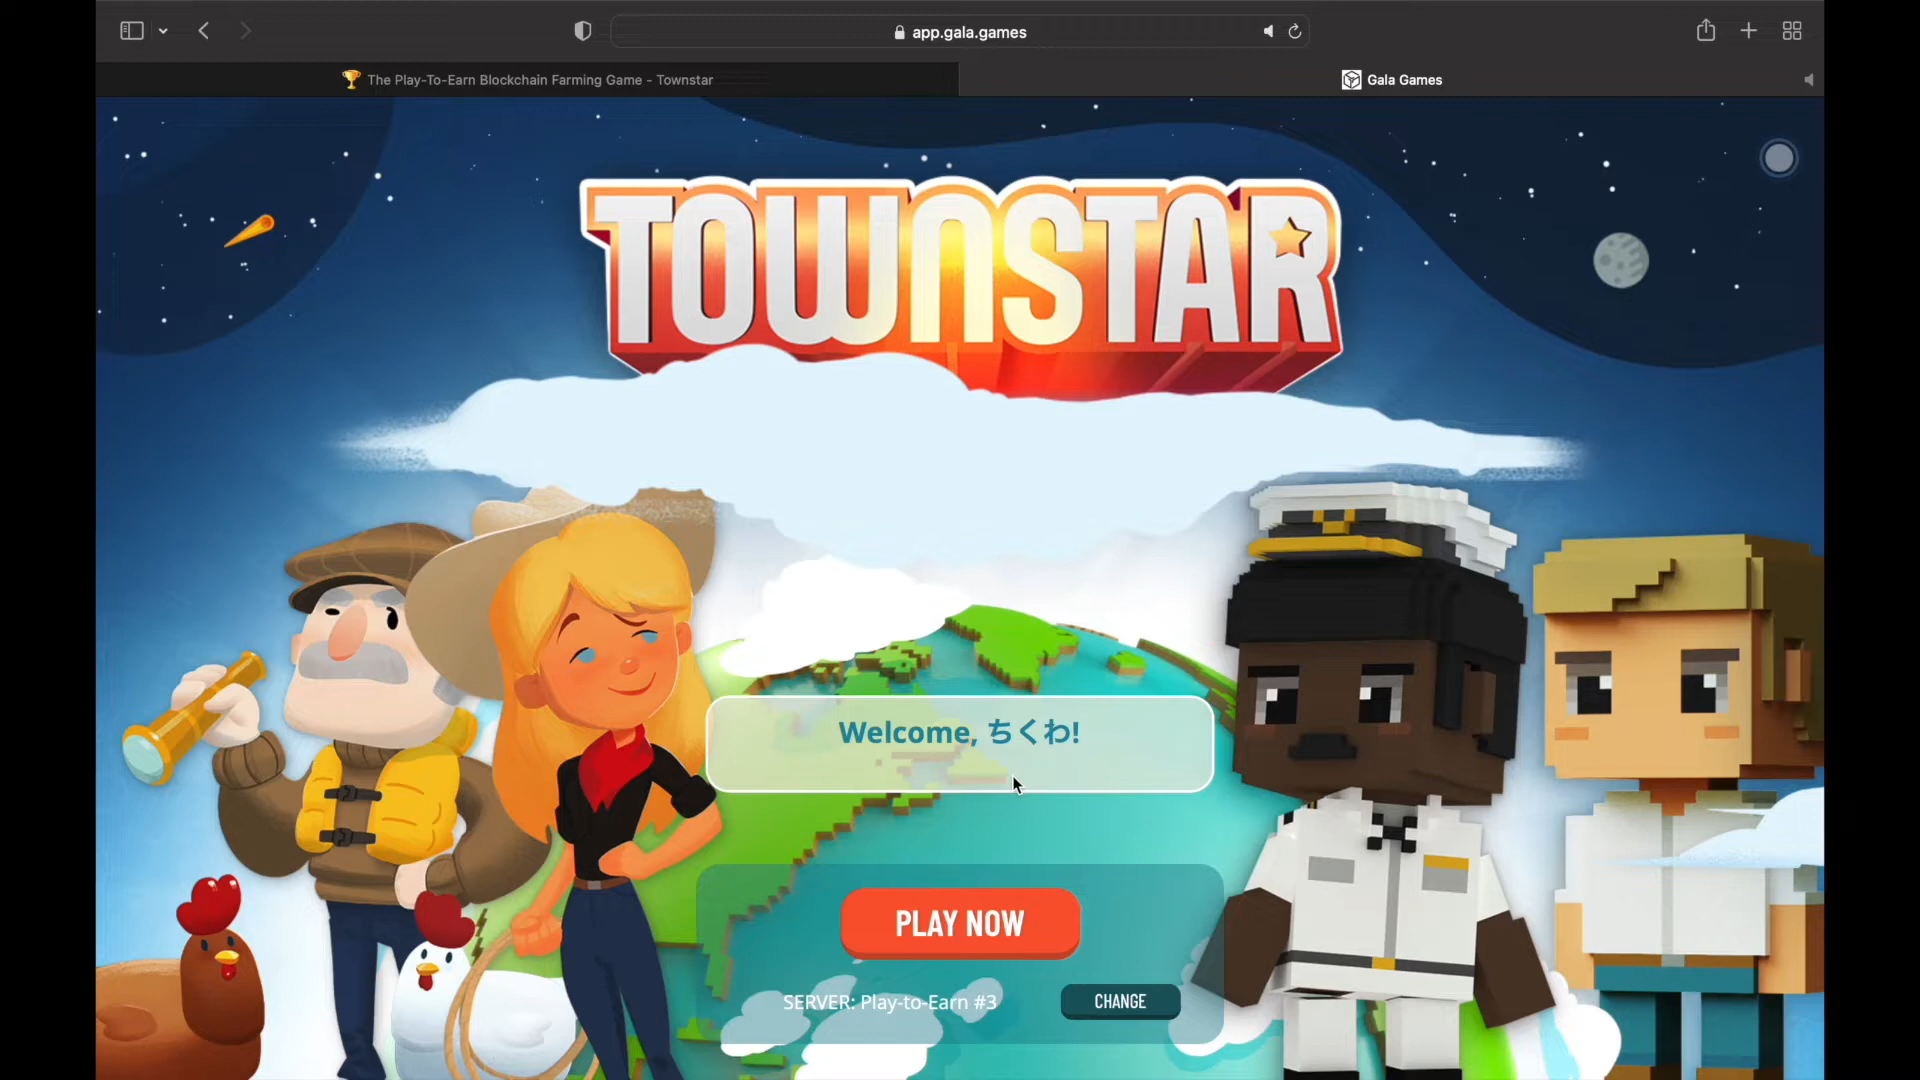 app.gala.games
The Play-To-Earn Blockchain Farming Game - Townstar
Gala Games
TOWNSTAR
Welcome, ちくわ!
PLAY NOW
SERVER: Play-to-Earn #3
CHANGE